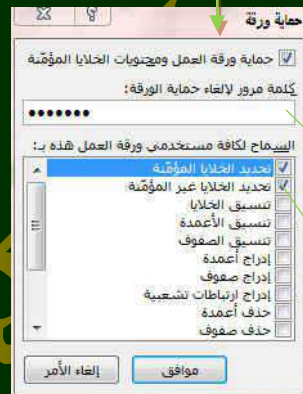 حماية ورقة
حماية ورقة العمل ومحتويات الخلايا المؤمّنة
كلمة مرور لإلغاء حماية الورقة:
•••••••
السماح لكافة مستخدمي ورقة العمل هذه بـ:
تحديد الخلايا المؤمّنة
تحديد الخلايا غير المؤمّنة
تنسيق الخلايا
تنسيق الأعمدة
تنسيق الصفوف
إدراج أعمدة
إدراج صفوف
إدراج ارتباطات تشعبية
حذف أعمدة
حذف صفوف
موافق
إلغاء الأمر